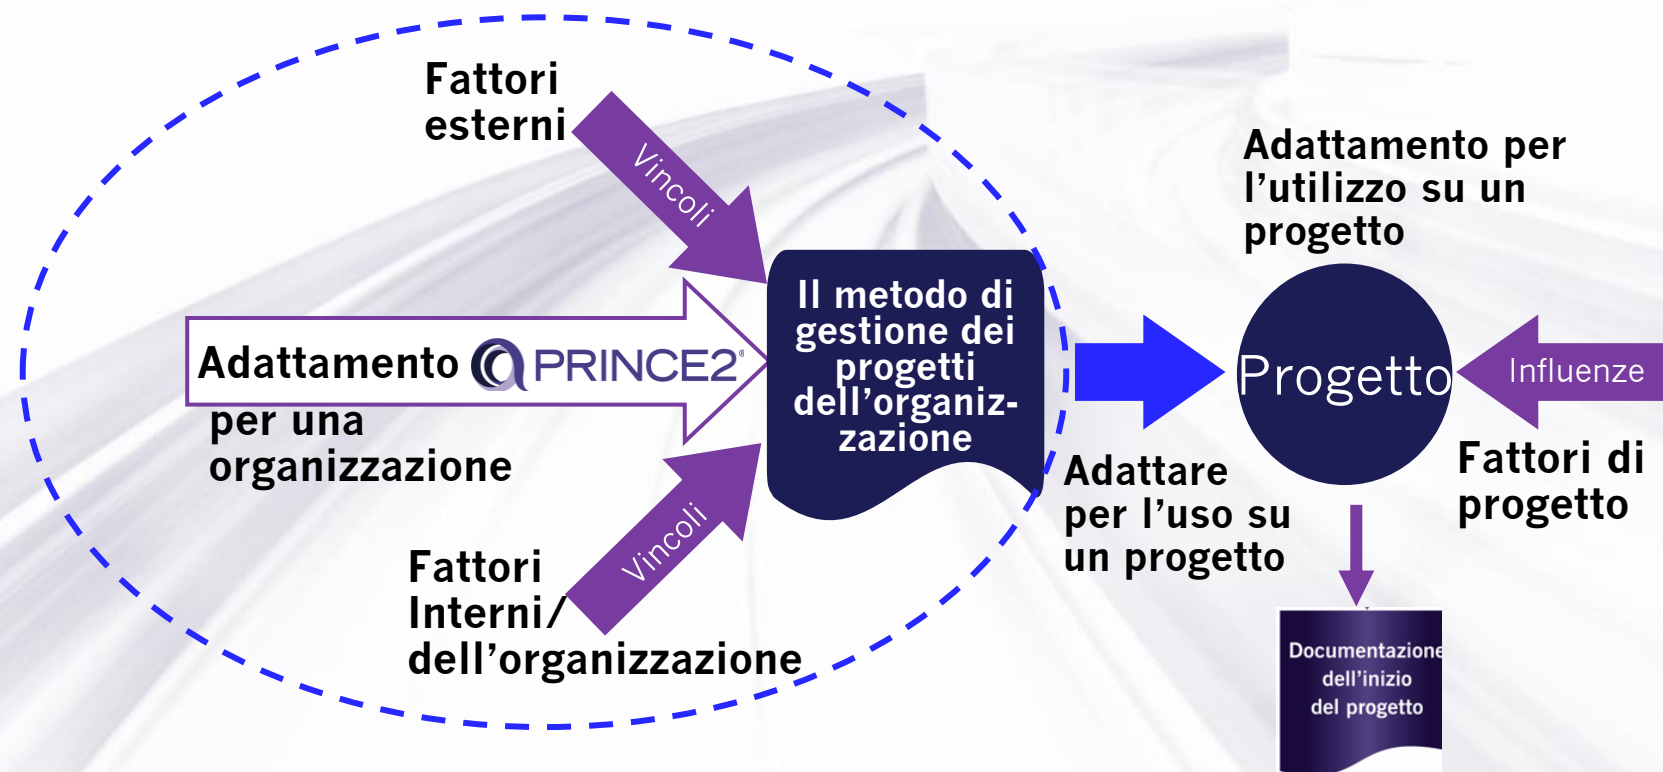 Fattori
esterni
Vincoli
Adattamento PRINCE2®
per una
organizzazione
Fattori
Interni/
dell’organizzazione
Vincoli
Il metodo di
gestione dei
progetti
dell’organiz-
zazione
Adattare
per l’uso su
un progetto
Adattamento per
l’utilizzo su un
progetto
Progetto
Influenze
Fattori di
progetto
Documentazione
dell’inizio
del progetto